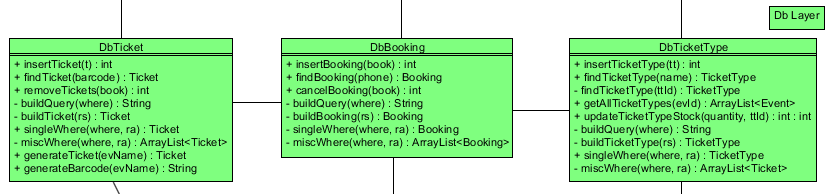 Db Layer
DbTicket
+ insertTicket(t) : int
+ findTicket(barcode) : Ticket
+ removeTickets(book) : int
- buildQuery(where) : String
- buildTicket(rs) : Ticket
+ singleWhere(where, ra) : Ticket
- miscWhere(where, ra) : ArrayList<Ticket>
+ generateTicket(evName) : Ticket
+ generateBarcode(evName) : String
DbBooking
+ insertBooking(book) : int
+ findBooking(phone) : Booking
+ cancelBooking(book) : int
- buildQuery(where) : String
- buildBooking(rs) : Booking
- singleWhere(where, ra) : Booking
- miscWhere(where, ra) : ArrayList<Booking>
DbTicketType
+ insertTicketType(tt) : int
+ findTicketType(name) : TicketType
- findTicketType(ttId) : TicketType
+ getAllTicketTypes(evId) : ArrayList<Event>
+ updateTicketTypeStock(quantity, ttId) : int : int
- buildQuery(where) : String
- buildTicketType(rs) : TicketType
+ singleWhere(where, ra) : TicketType
- miscWhere(where, ra) : ArrayList<Ticket>